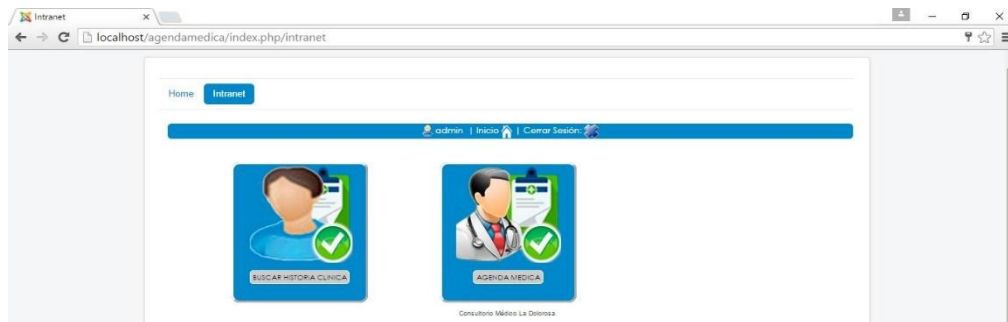 Intranet
localhost/agendamedica/index.php/intranet
Home Intranet
admin | Inicio | Cerrar Sesión:
BUSCAR HISTORIA CLINICA AGENDA MEDICA
Consultorio Médico La Dolorosa